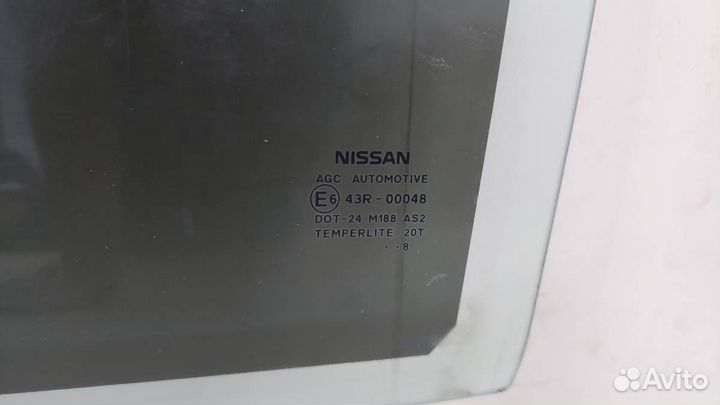 NISSAN
AGC AUTOMOTIVE
E6 43R-00048
DOT-24 M188 AS2
TEMPERLITE 20T
. . 8
Avito